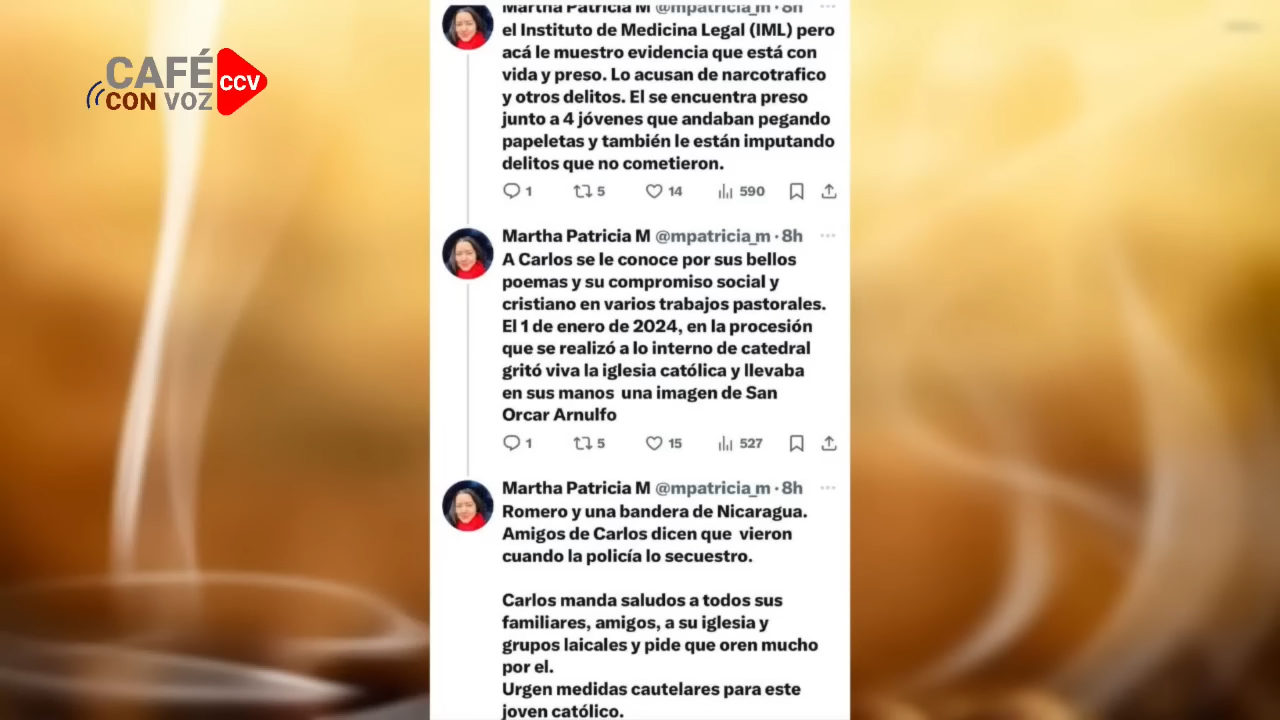 CAFÉ
CON VOZ
CCV
Martha Patricia M @mpatricia_m · 8h
el Instituto de Medicina Legal (IML) pero
acá le muestro evidencia que está con
vida y preso. Lo acusan de narcotrafico
y otros delitos. El se encuentra preso
junto a 4 jóvenes que andaban pegando
papeletas y también le están imputando
delitos que no cometieron.
1 5 14 590
Martha Patricia M @mpatricia_m · 8h
A Carlos se le conoce por sus bellos
poemas y su compromiso social y
cristiano en varios trabajos pastorales.
El 1 de enero de 2024, en la procesión
que se realizó a lo interno de catedral
gritó viva la iglesia católica y llevaba
en sus manos una imagen de San
Orcar Arnulfo
1 5 15 527
Martha Patricia M @mpatricia_m · 8h
Romero y una bandera de Nicaragua.
Amigos de Carlos dicen que vieron
cuando la policía lo secuestro.
Carlos manda saludos a todos sus
familiares, amigos, a su iglesia y
grupos laicales y pide que oren mucho
por el.
Urgen medidas cautelares para este
joven católico.